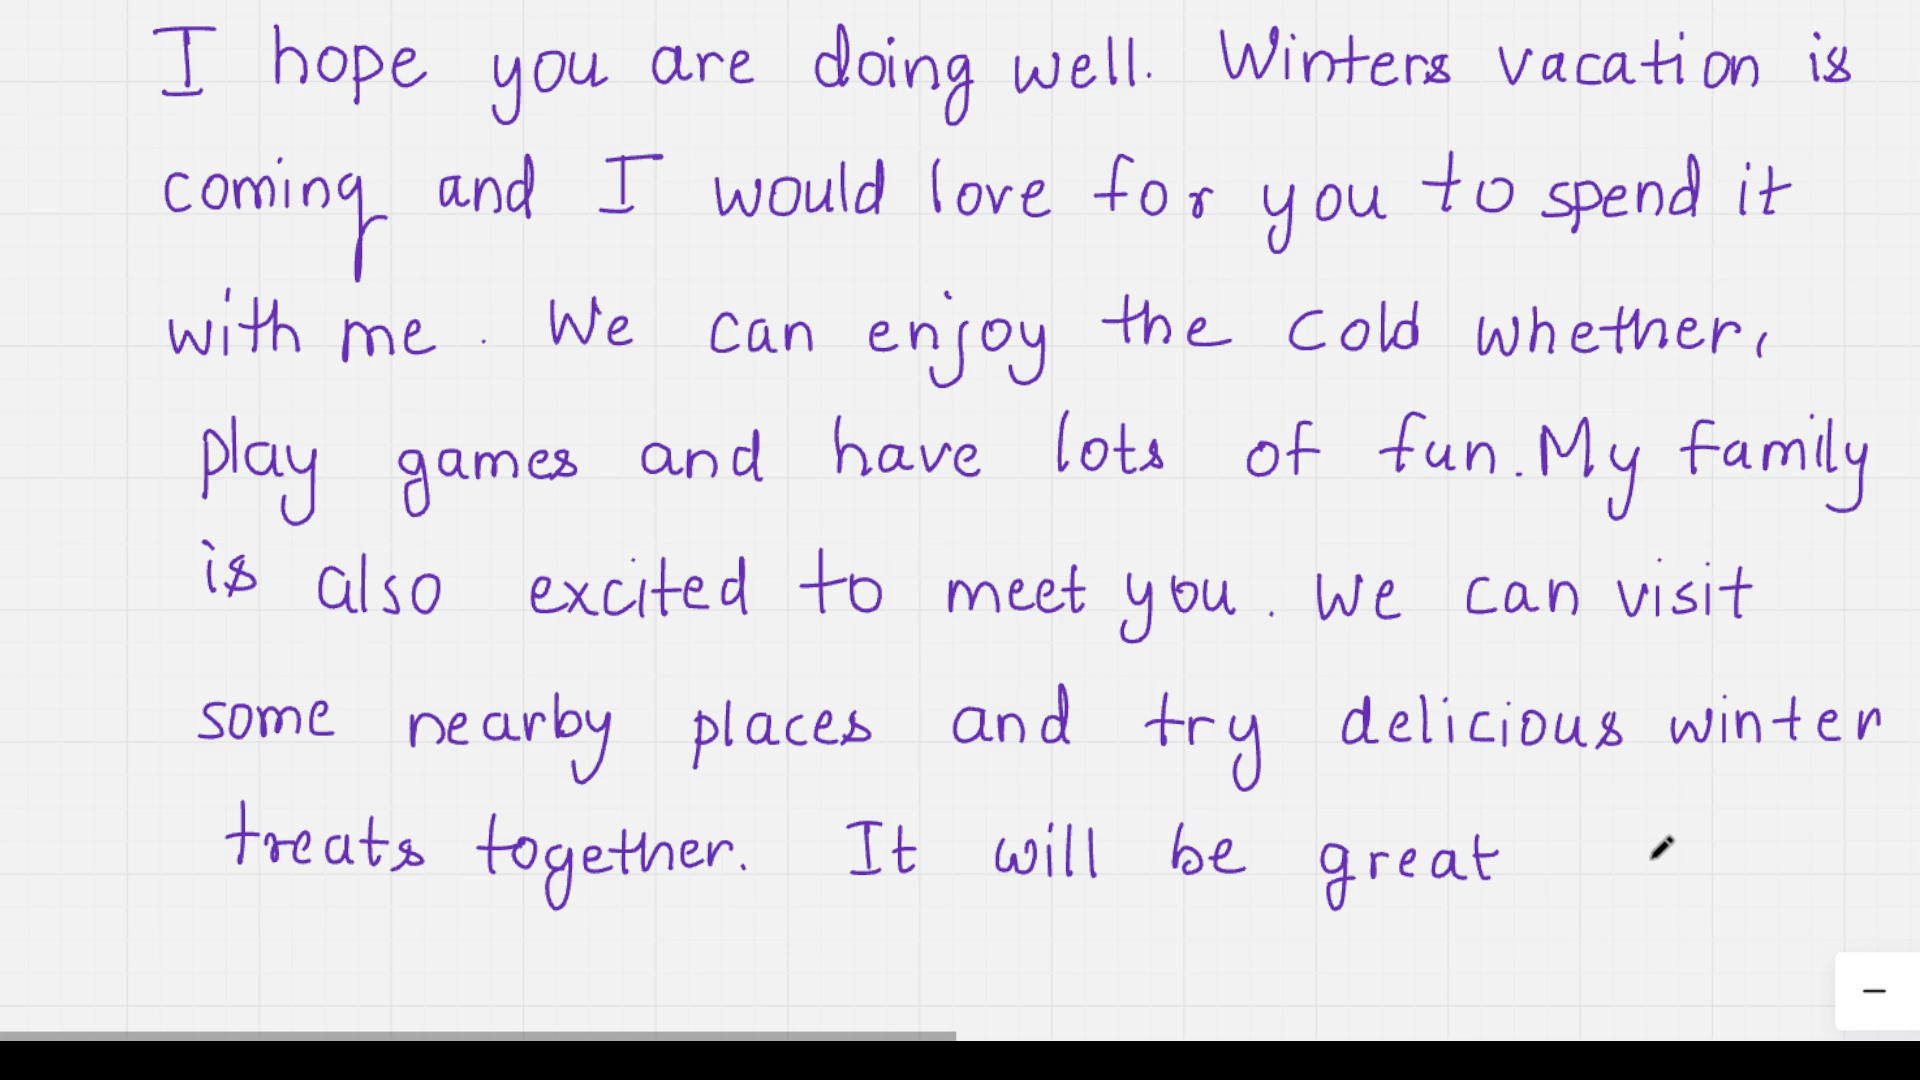 I hope you are doing well. Winters vacation is
coming and I would love for you to spend it
with me. We can enjoy the cold whether,
play games and have lots of fun. My family
is also excited to meet you. We can visit
some nearby places and try delicious winter
treats together. It will be great